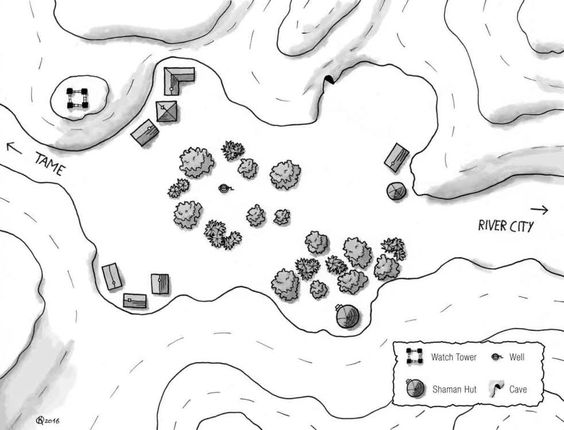 TAME
RIVER CITY
Watch Tower
Well
Shaman Hut
Cave
2016